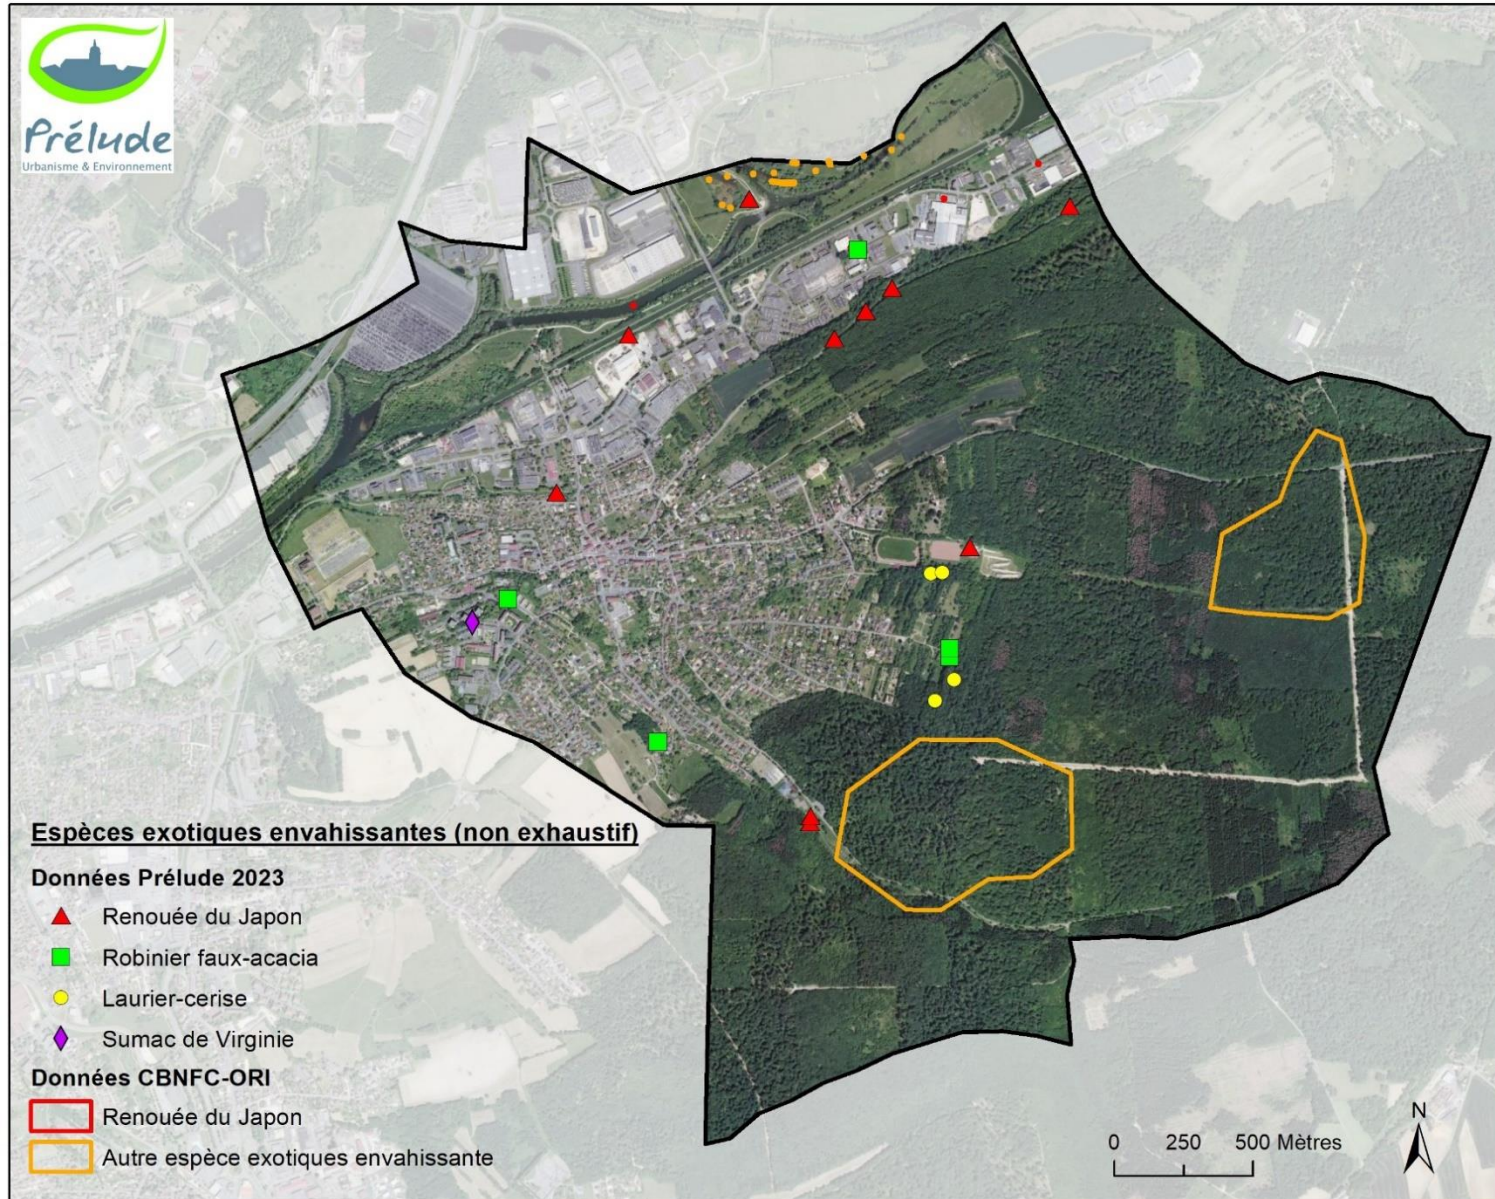 Prélude
Urbanisme & Environnement
Espèces exotiques envahissantes (non exhaustif)
Données Prélude 2023
Renouée du Japon
Robinier faux-acacia
Laurier-cerise
Sumac de Virginie
Données CBNFC-ORI
Renouée du Japon
Autre espèce exotiques envahissante
0 250 500 Mètres
N